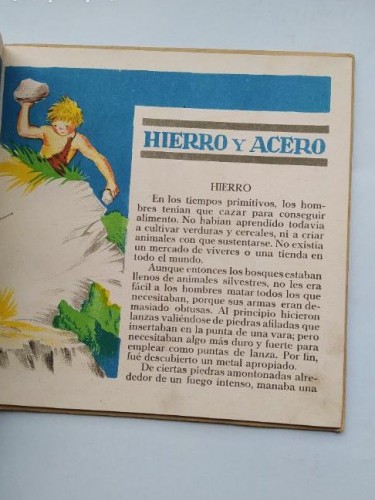 HIERRO Y ACERO
HIERRO
En los tiempos primitivos, los hom-
bres tenían que cazar para conseguir
alimento. No habían aprendido todavía
a cultivar verduras y cereales, ni a criar
animales con que sustentarse. No existía
un mercado de víveres o una tienda en
todo el mundo.
Aunque entonces los bosques estaban
llenos de animales silvestres, no les era
fácil a los hombres matar todos los que
necesitaban, porque sus armas eran de-
masiado obtusas. Al principio hicieron
lanzas valiéndose de piedras afiladas que
insertaban en la punta de una vara; pero
necesitaban algo más duro y fuerte para
emplear como puntas de lanza. Por fin,
fué descubierto un metal apropiado.
De ciertas piedras amontonadas alre-
dedor de un fuego intenso, manaba una